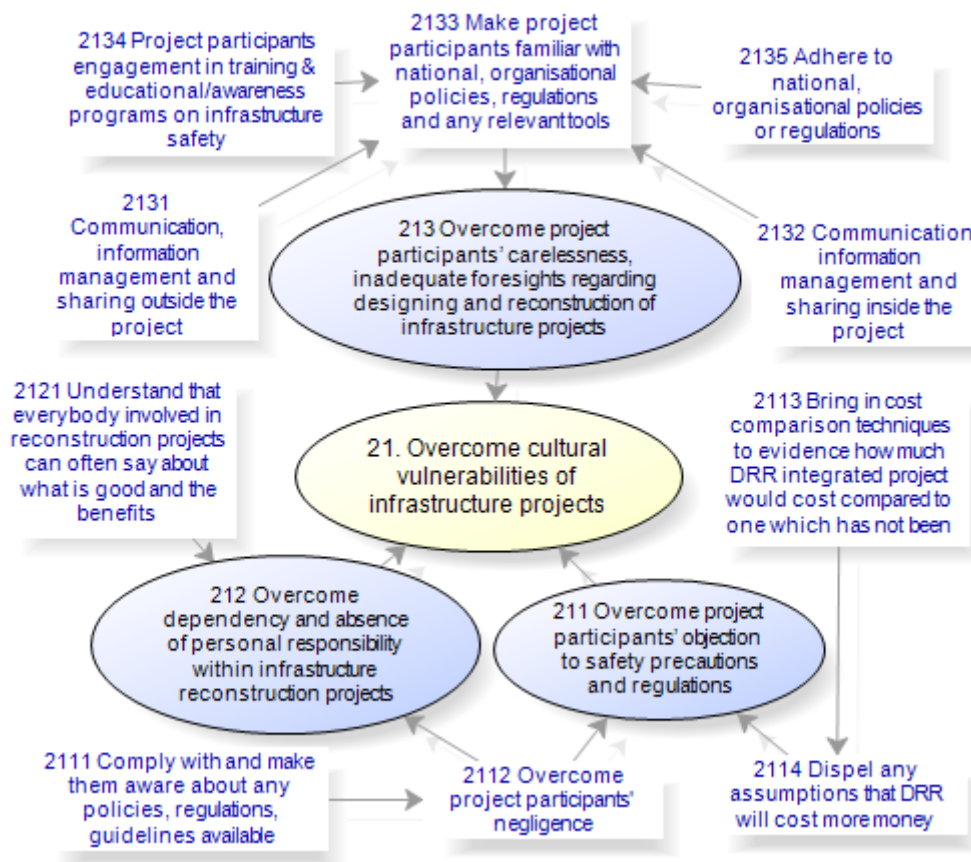 2134 Project participants
engagement in training &
educational/awareness
programs on infrastructure
safety
2133 Make project
participants familiar with
national, organisational
policies, regulations
and any relevant tools
2135 Adhere to
national,
organisational policies
or regulations
2131
Communication,
information
management and
sharing outside the
project
213 Overcome project
participants' carelessness,
inadequate foresights regarding
designing and reconstruction of
infrastructure projects
2132 Communication
information
management and
sharing inside the
project
2121 Understand that
everybody involved in
reconstruction projects
can often say about
what is good and the
benefits
21. Overcome cultural
vulnerabilities of
infrastructure projects
2113 Bring in cost
comparison techniques
to evidence how much
DRR integrated project
would cost compared to
one which has not been
212 Overcome
dependency and absence
of personal responsibility
within infrastructure
reconstruction projects
211 Overcome project
participants' objection
to safety precautions
and regulations
2111 Comply with and make
them aware about any
policies, regulations,
guidelines available
2112 Overcome
project participants'
negligence
2114 Dispel any
assumptions that DRR
will cost more money